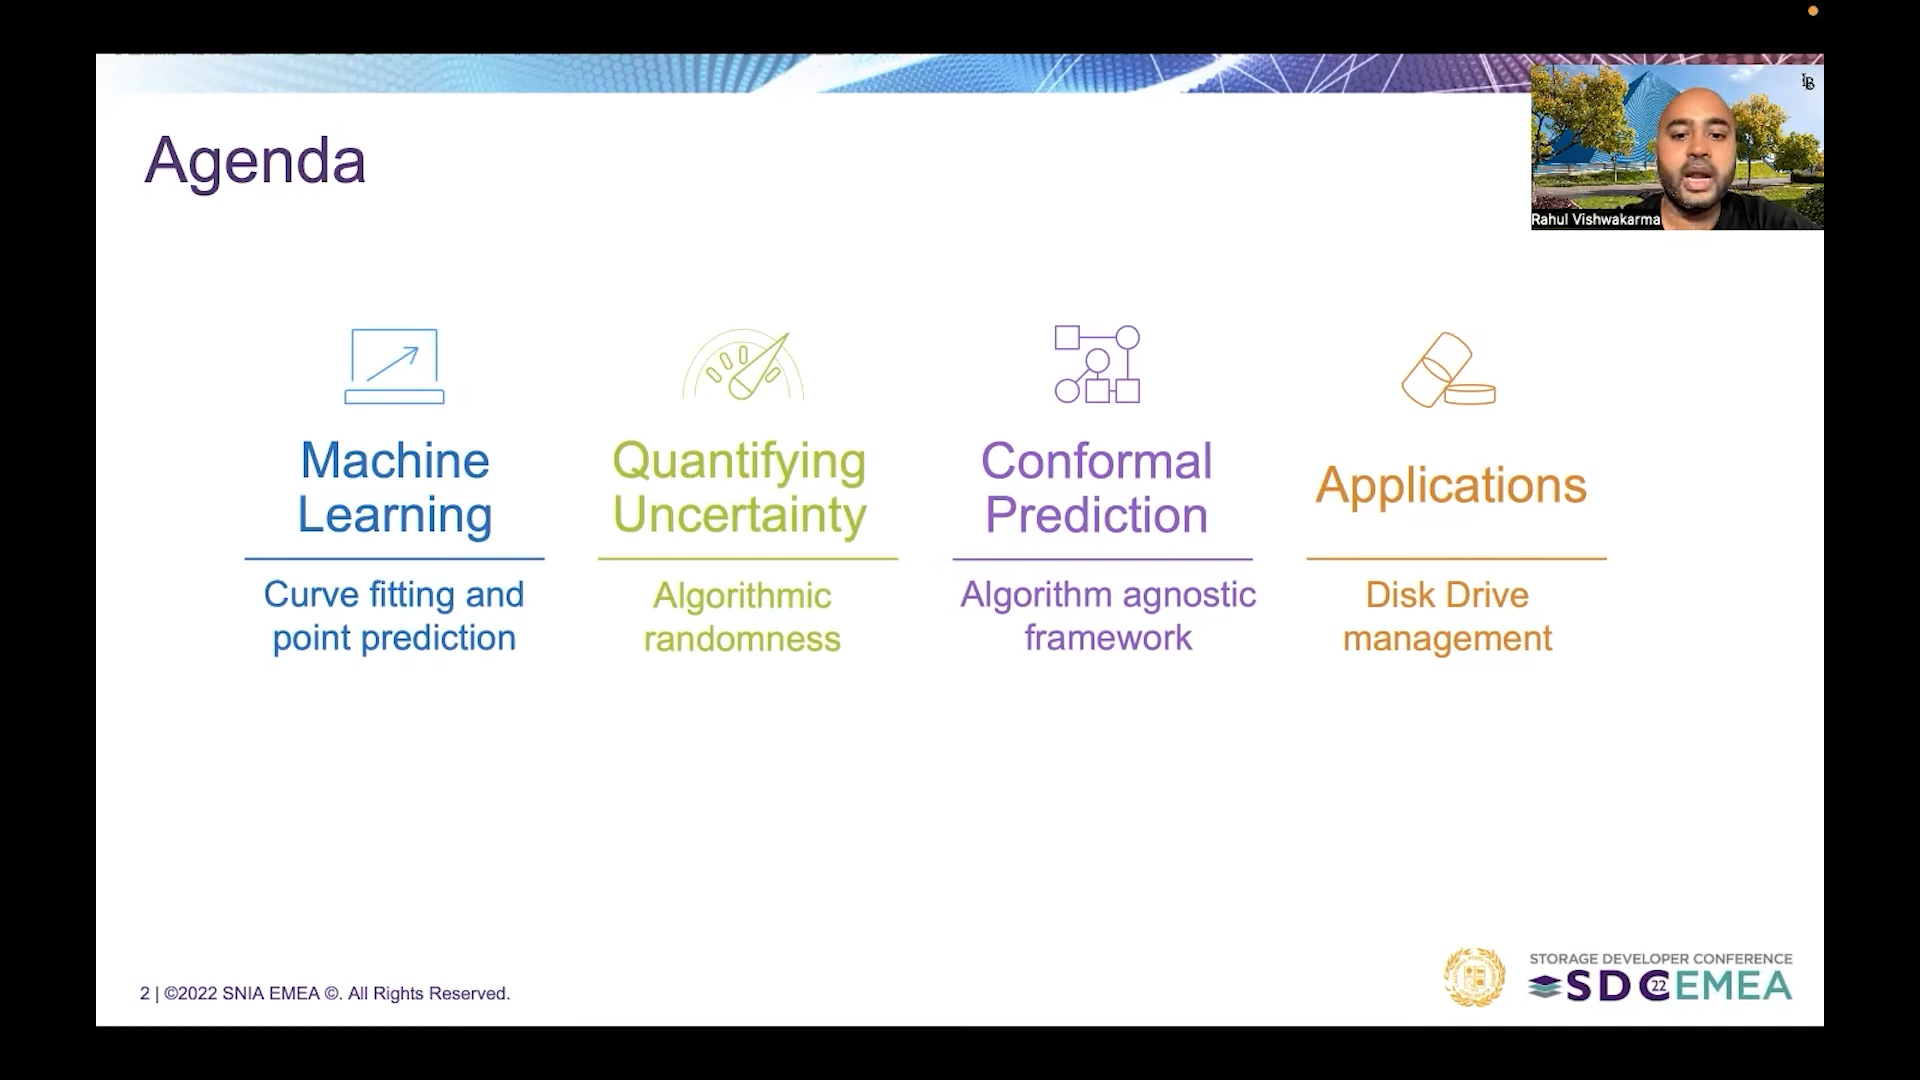 Agenda
LB
Rahul Vishwakarma
Machine
Learning
Curve fitting and
point prediction
Quantifying
Uncertainty
Algorithmic
randomness
Conformal
Prediction
Algorithm agnostic
framework
Applications
Disk Drive
management
2 | ©2022 SNIA EMEA ©. All Rights Reserved.
STORAGE DEVELOPER CONFERENCE
SDC 22 EMEA